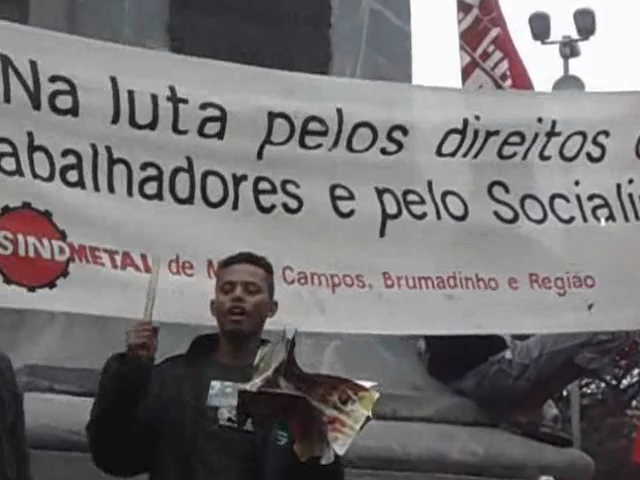 Na luta pelos direitos
abalhadores e pelo Sociali
SINDMETAL de Campos, Brumadinho e Região